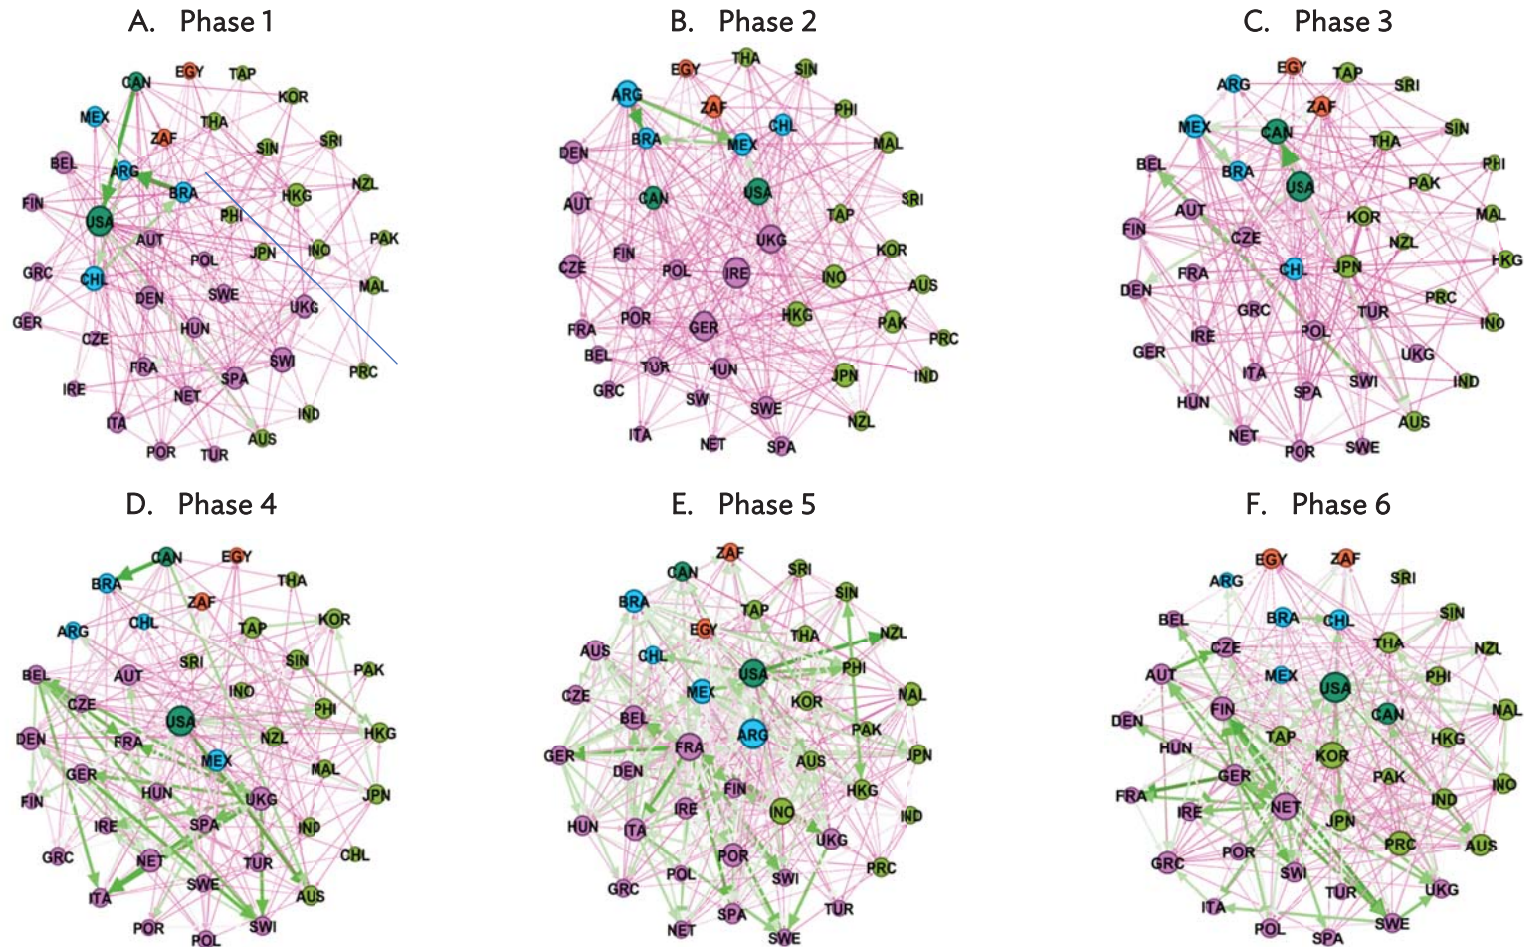 A. Phase 1
B. Phase 2
C. Phase 3
CAN
EGY
TAP
KOR
MEX
ZAF
THA
SIN
SRI
BEL
ARG
BRA
HKG
NZL
FIN
USA
PHI
AUT
POL
JPN
INO
PAK
GRC
CHL
DEN
SWE
UKG
MAL
GER
CZE
HUN
FRA
SWI
PRC
IRE
NET
SPA
ITA
IND
POR
TUR
AUS
EGY
THA
SIN
ARG
ZAF
PHI
BRA
MEX
CHL
MAL
DEN
CAN
USA
SRI
AUT
TAP
UKG
KOR
FIN
CZE
POL
IRE
INO
AUS
FRA
POR
GER
HKG
PAK
PRC
BEL
TUR
HUN
JPN
IND
GRC
SWI
SWE
NZL
ITA
NET
SPA
EGY
TAP
SRI
ARG
ZAF
MEX
CAN
THA
SIN
BEL
BRA
USA
PAK
PHI
AUT
KOR
MAL
FIN
CZE
NZL
HKG
FRA
CHL
JPN
DEN
GRC
TUR
PRC
IRE
POL
INO
GER
UKG
ITA
SWI
IND
HUN
SPA
AUS
NET
POR
SWE
D. Phase 4
E. Phase 5
F. Phase 6
CAN
EGY
THA
BRA
ZAF
ARG
CHL
TAP
KOR
BEL
AUT
SRI
SIN
PAK
CZE
INO
PHI
USA
DEN
FRA
NZL
HKG
GER
MEX
MAL
FIN
HUN
UKG
JPN
IRE
SPA
IND
GRC
NET
TUR
CHL
ITA
SWE
AUS
POR
POL
SWI
ZAF
CAN
SRI
BRA
TAP
SIN
EGY
THA
NZL
AUS
CHL
USA
PHI
CZE
MEX
KOR
MAL
BEL
ARG
PAK
GER
FRA
AUS
JPN
DEN
FIN
HKG
HUN
ITA
IRE
INO
UKG
IND
POR
GRC
POL
SWI
PRC
NET
SPA
SWE
TUR
EGY
ZAF
SRI
ARG
BEL
BRA
CHL
SIN
CZE
THA
NZL
AUT
MEX
USA
PHI
DEN
FIN
CAN
MAL
HUN
TAP
KOR
HKG
FRA
GER
PAK
INO
IRE
NET
JPN
IND
GRC
POR
PRC
AUS
SWI
ITA
TUR
UKG
POL
SPA
SWE